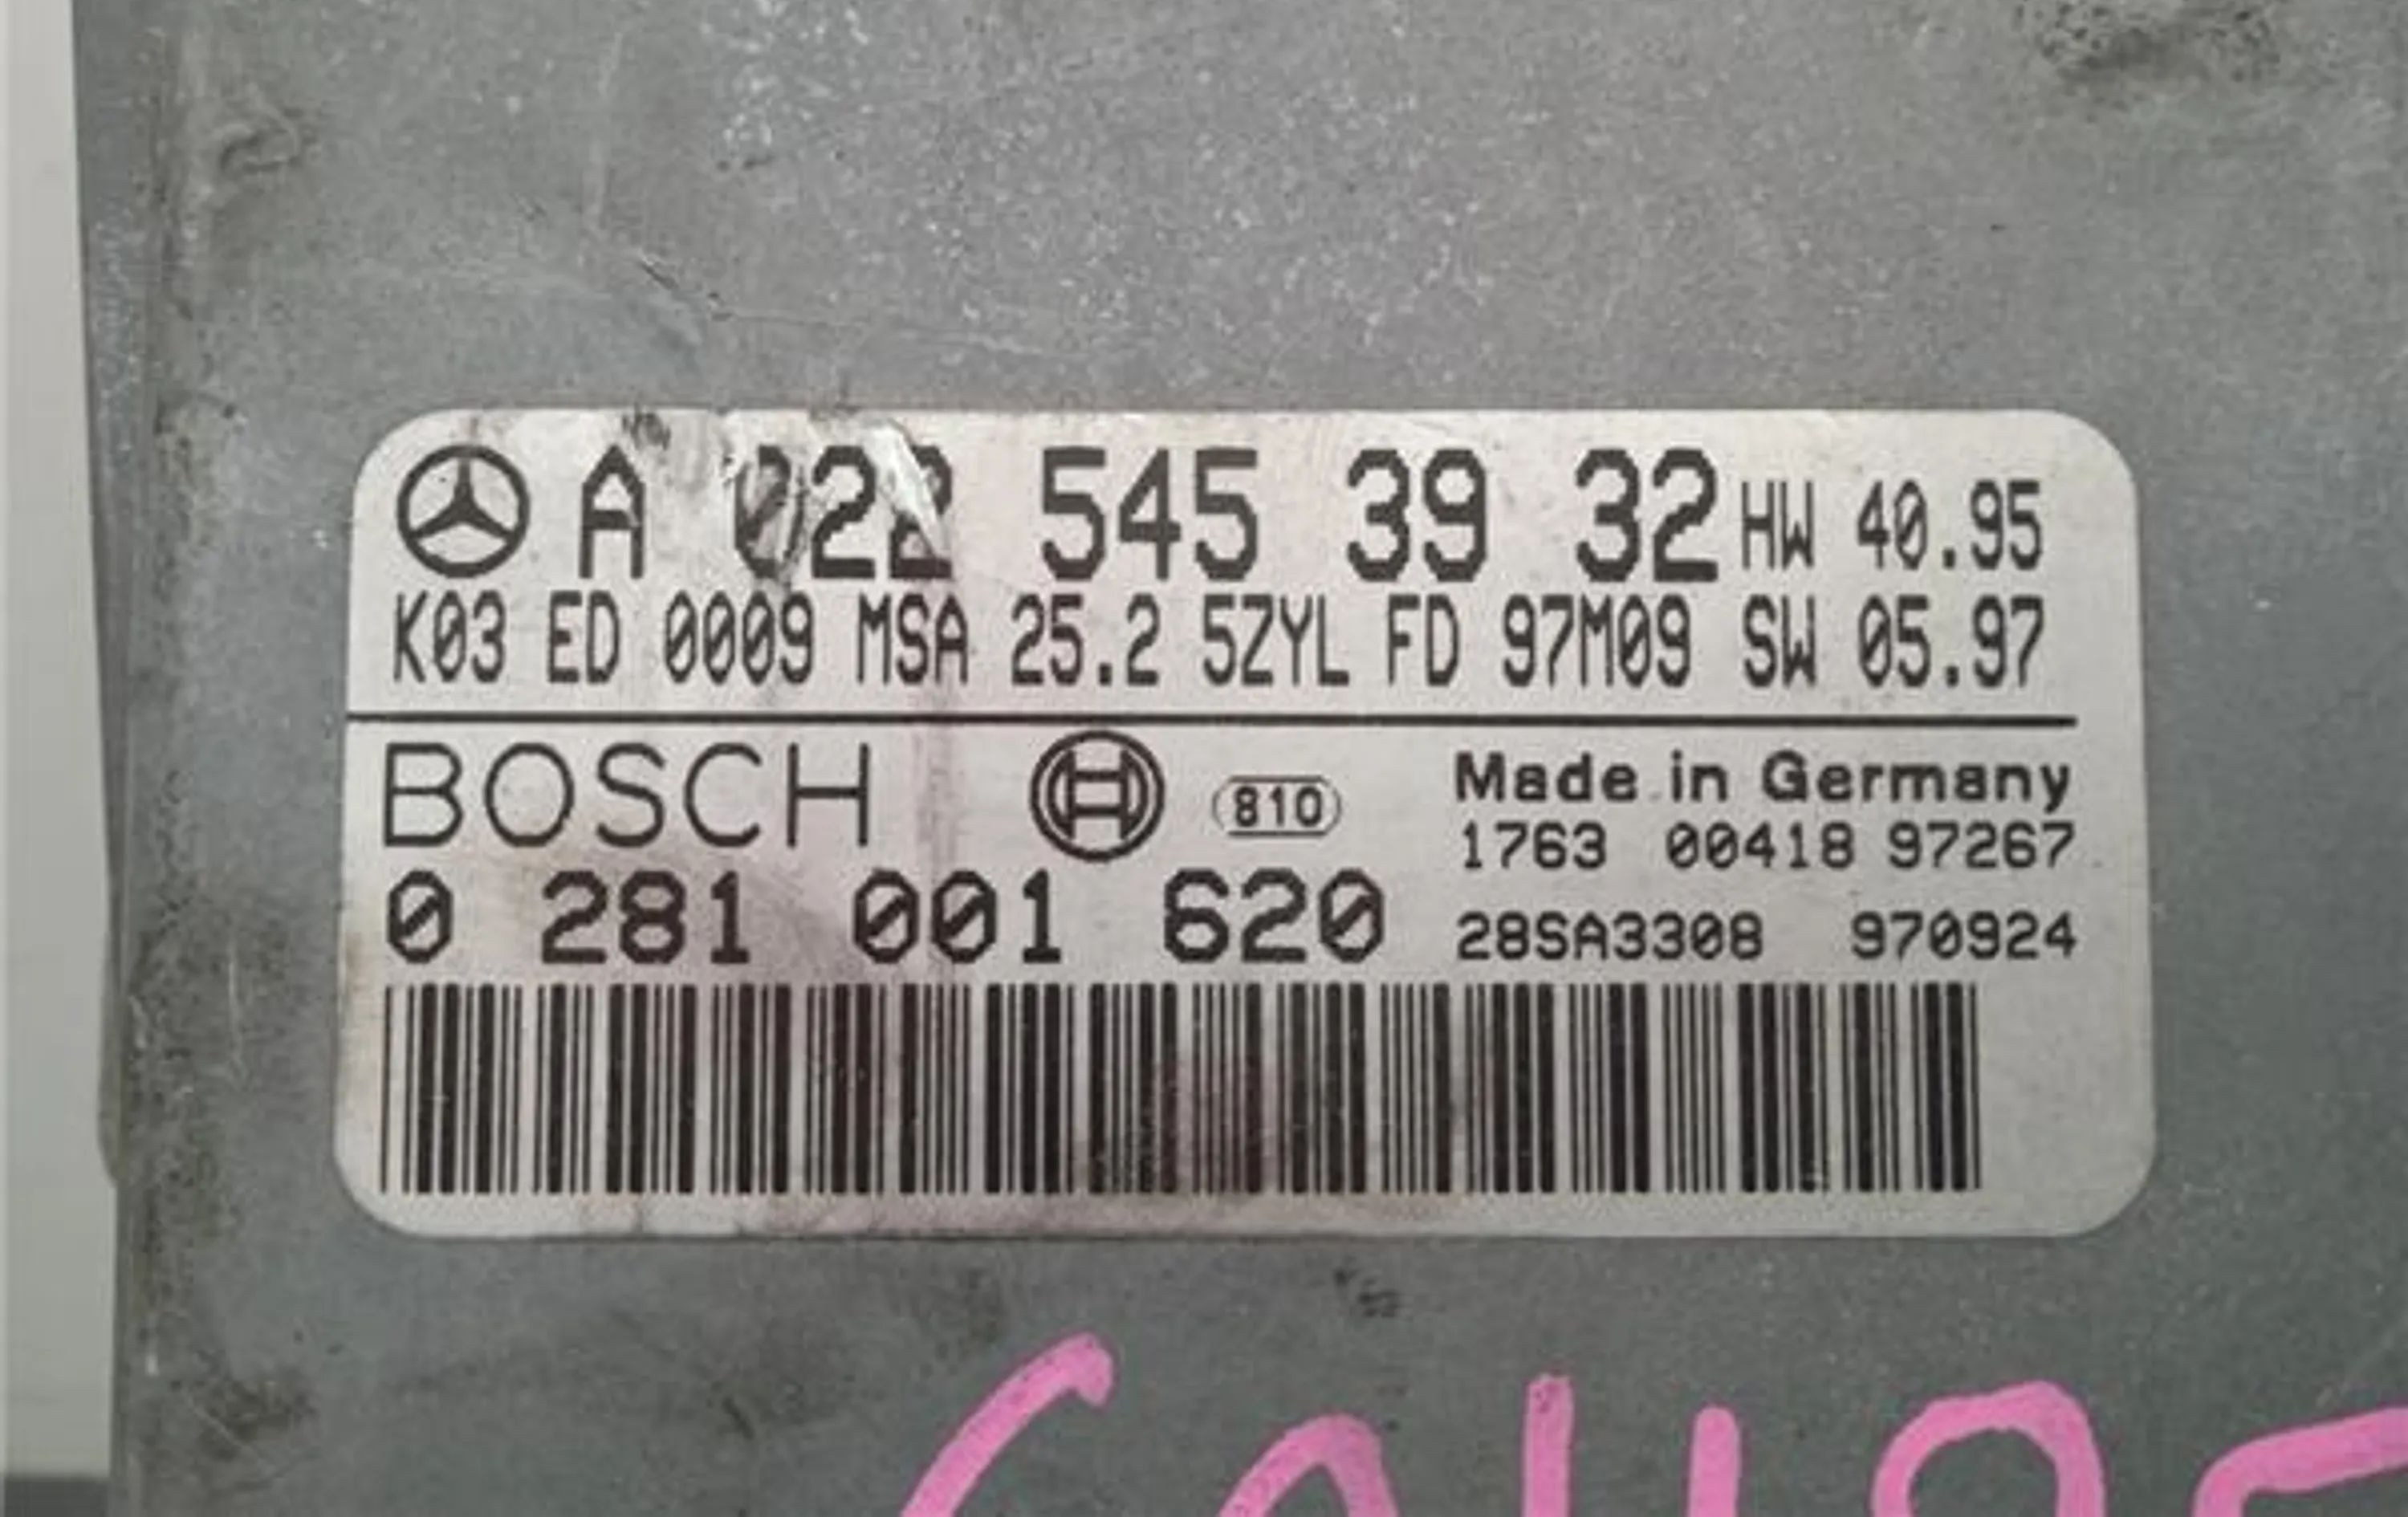 A 022 545 39 32 HW 40.95
K03 ED 0009 MSA 25.2 5ZYL FD 97M09 SW 05.97
BOSCH 810 Made in Germany
1763 00418 97267
0 281 001 620 28SA3308 970924